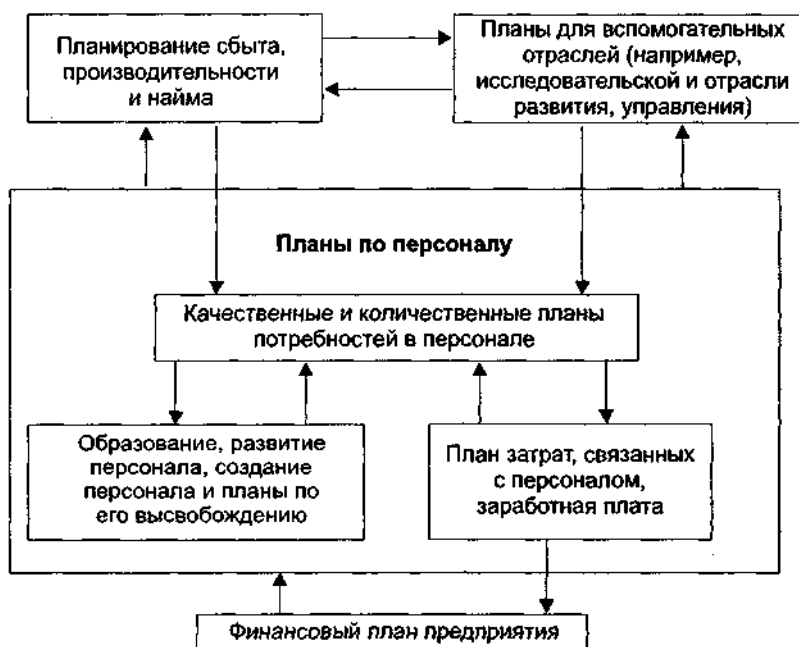 Планирование сбыта,
производительности
и найма
Планы для вспомогательных
отраслей (например,
исследовательской и отрасли
развития, управления)
Планы по персоналу
Качественные и количественные планы
потребностей в персонале
Образование, развитие
персонала, создание
персонала и планы по
его высвобождению
План затрат, связанных
с персоналом,
заработная плата
Финансовый план предприятия